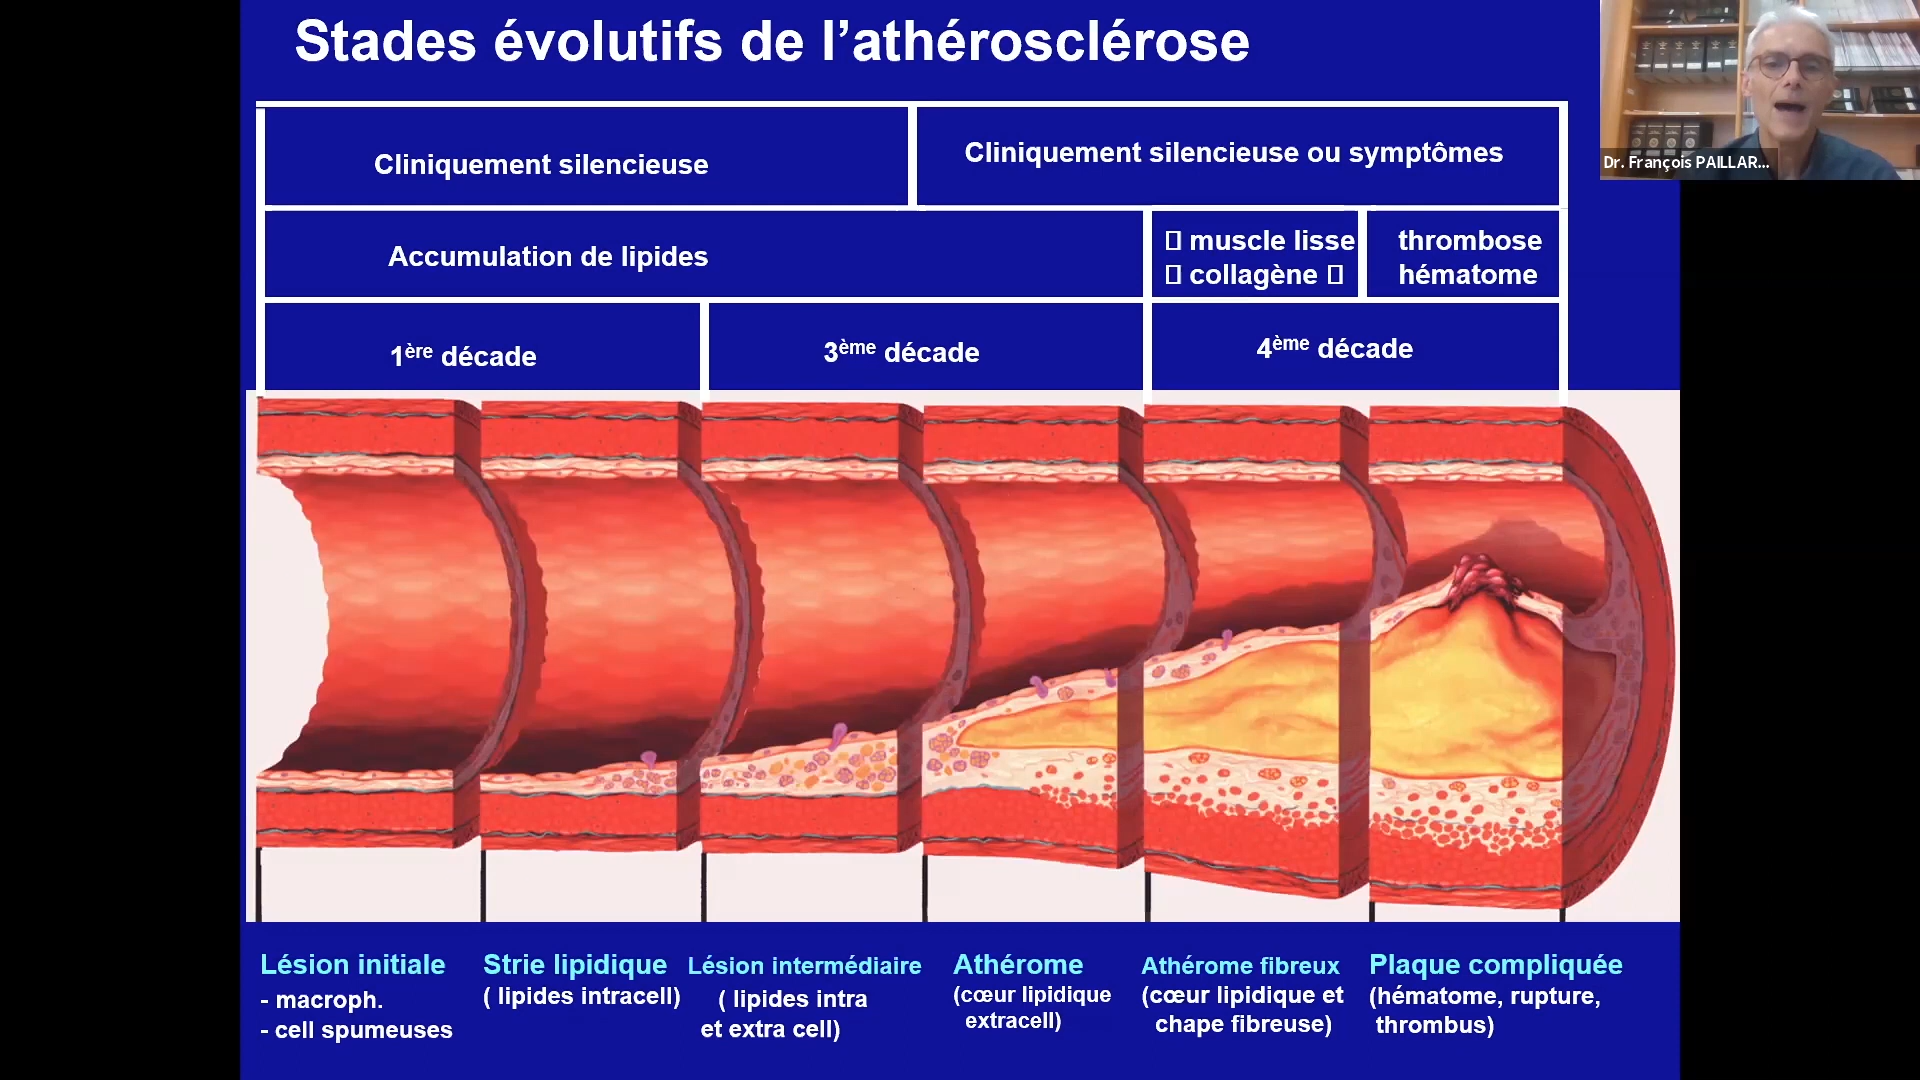 Stades évolutifs de l’athérosclérose
Dr. François PAILLAR...
Cliniquement silencieuse
Cliniquement silencieuse ou symptômes
Accumulation de lipides
▯ muscle lisse
▯ collagène ▯
thrombose
hématome
1ère décade
3ème décade
4ème décade
Lésion initiale
- macroph.
- cell spumeuses
Strie lipidique
( lipides intracell)
Lésion intermédiaire
( lipides intra
et extra cell)
Athérome
(cœur lipidique
extracell)
Athérome fibreux
(cœur lipidique et
chape fibreuse)
Plaque compliquée
(hématome, rupture,
thrombus)